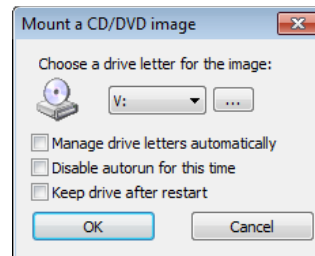 Mount a CD/DVD image
Choose a drive letter for the image:
V:
...
Manage drive letters automatically
Disable autorun for this time
Keep drive after restart
OK
Cancel